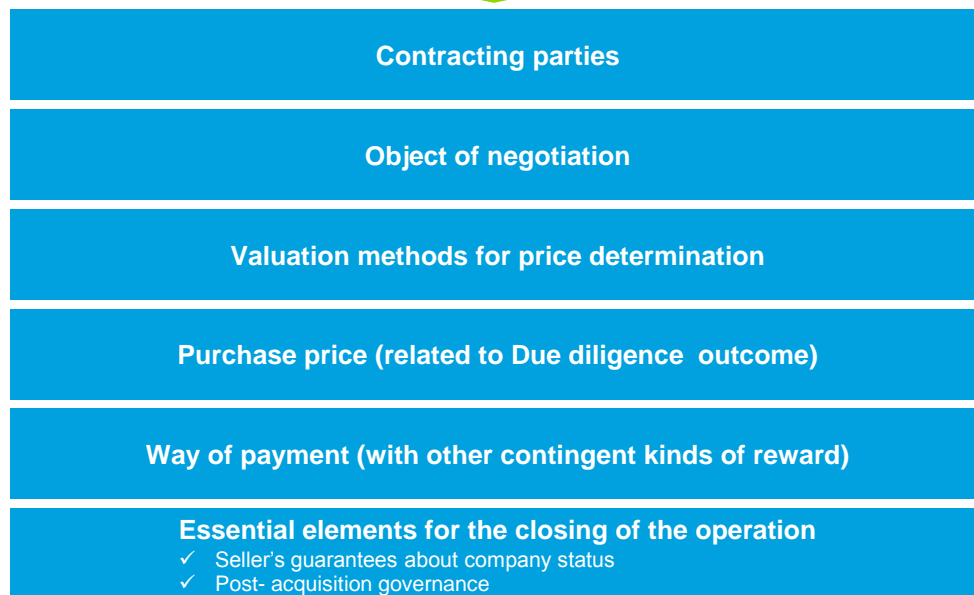 Contracting parties
Object of negotiation
Valuation methods for price determination
Purchase price (related to Due diligence  outcome)
Way of payment (with other contingent kinds of reward)
Essential elements for the closing of the operation
✓ Seller's guarantees about company status
✓ Post- acquisition governance